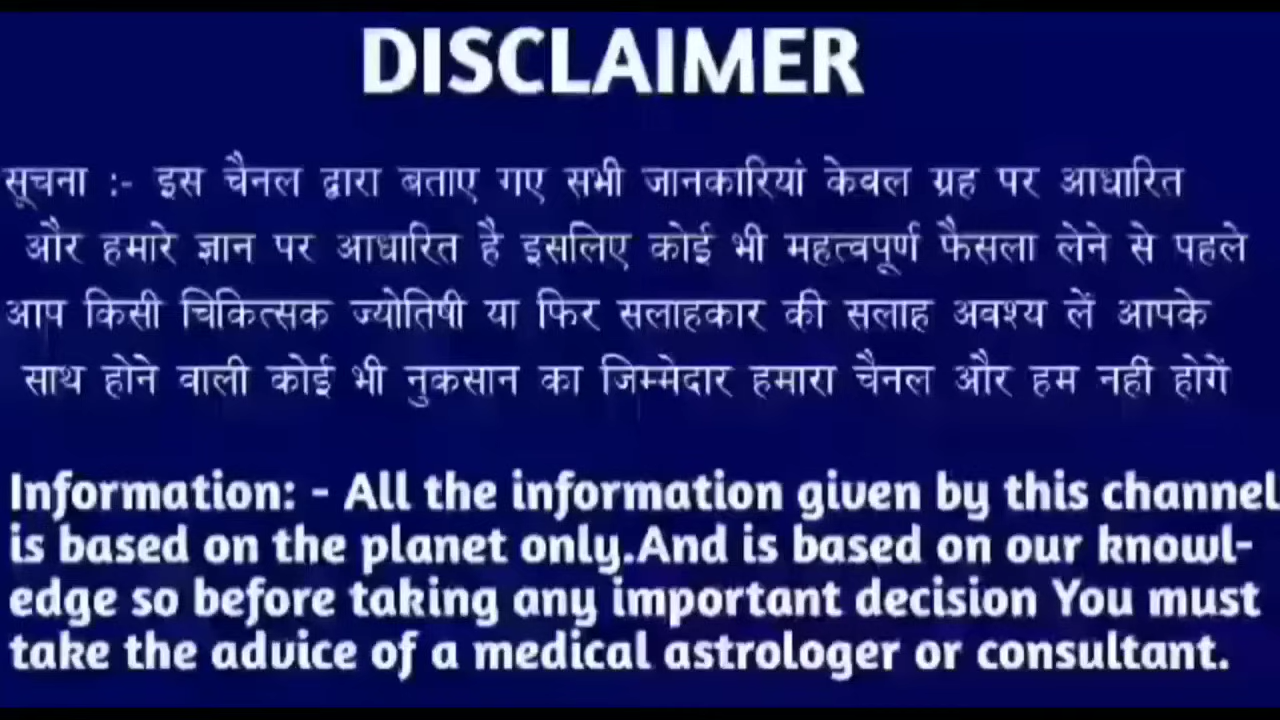 DISCLAIMER
सूचना :- इस चैनल द्वारा बताए गए सभी जानकारियां केवल ग्रह पर आधारित
और हमारे ज्ञान पर आधारित है इसलिए कोई भी महत्वपूर्ण फैसला लेने से पहले
आप किसी चिकित्सक ज्योतिषी या फिर सलाहकार की सलाह अवश्य लें आपके
साथ होने वाली कोई भी नुकसान का जिम्मेदार हमारा चैनल और हम नहीं होगें
Information: - All the information given by this channel
is based on the planet only.And is based on our knowl-
edge so before taking any important decision You must
take the advice of a medical astrologer or consultant.